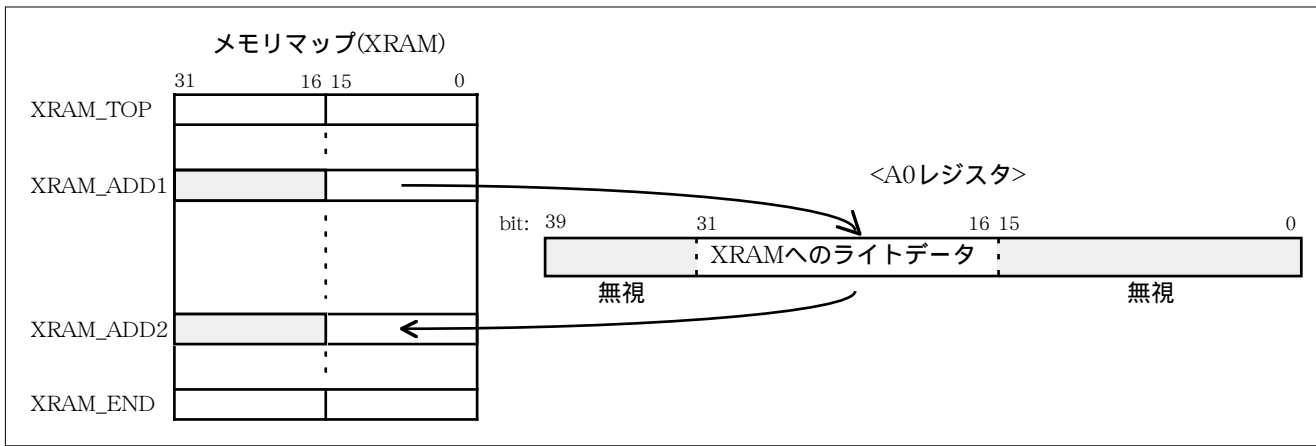 メモリマップ(XRAM)
31 16 15 0
XRAM_TOP
XRAM_ADD1
<A0レジスタ>
bit: 39 31 16 15 0
XRAMへのライトデータ
無視 無視
XRAM_ADD2
XRAM_END